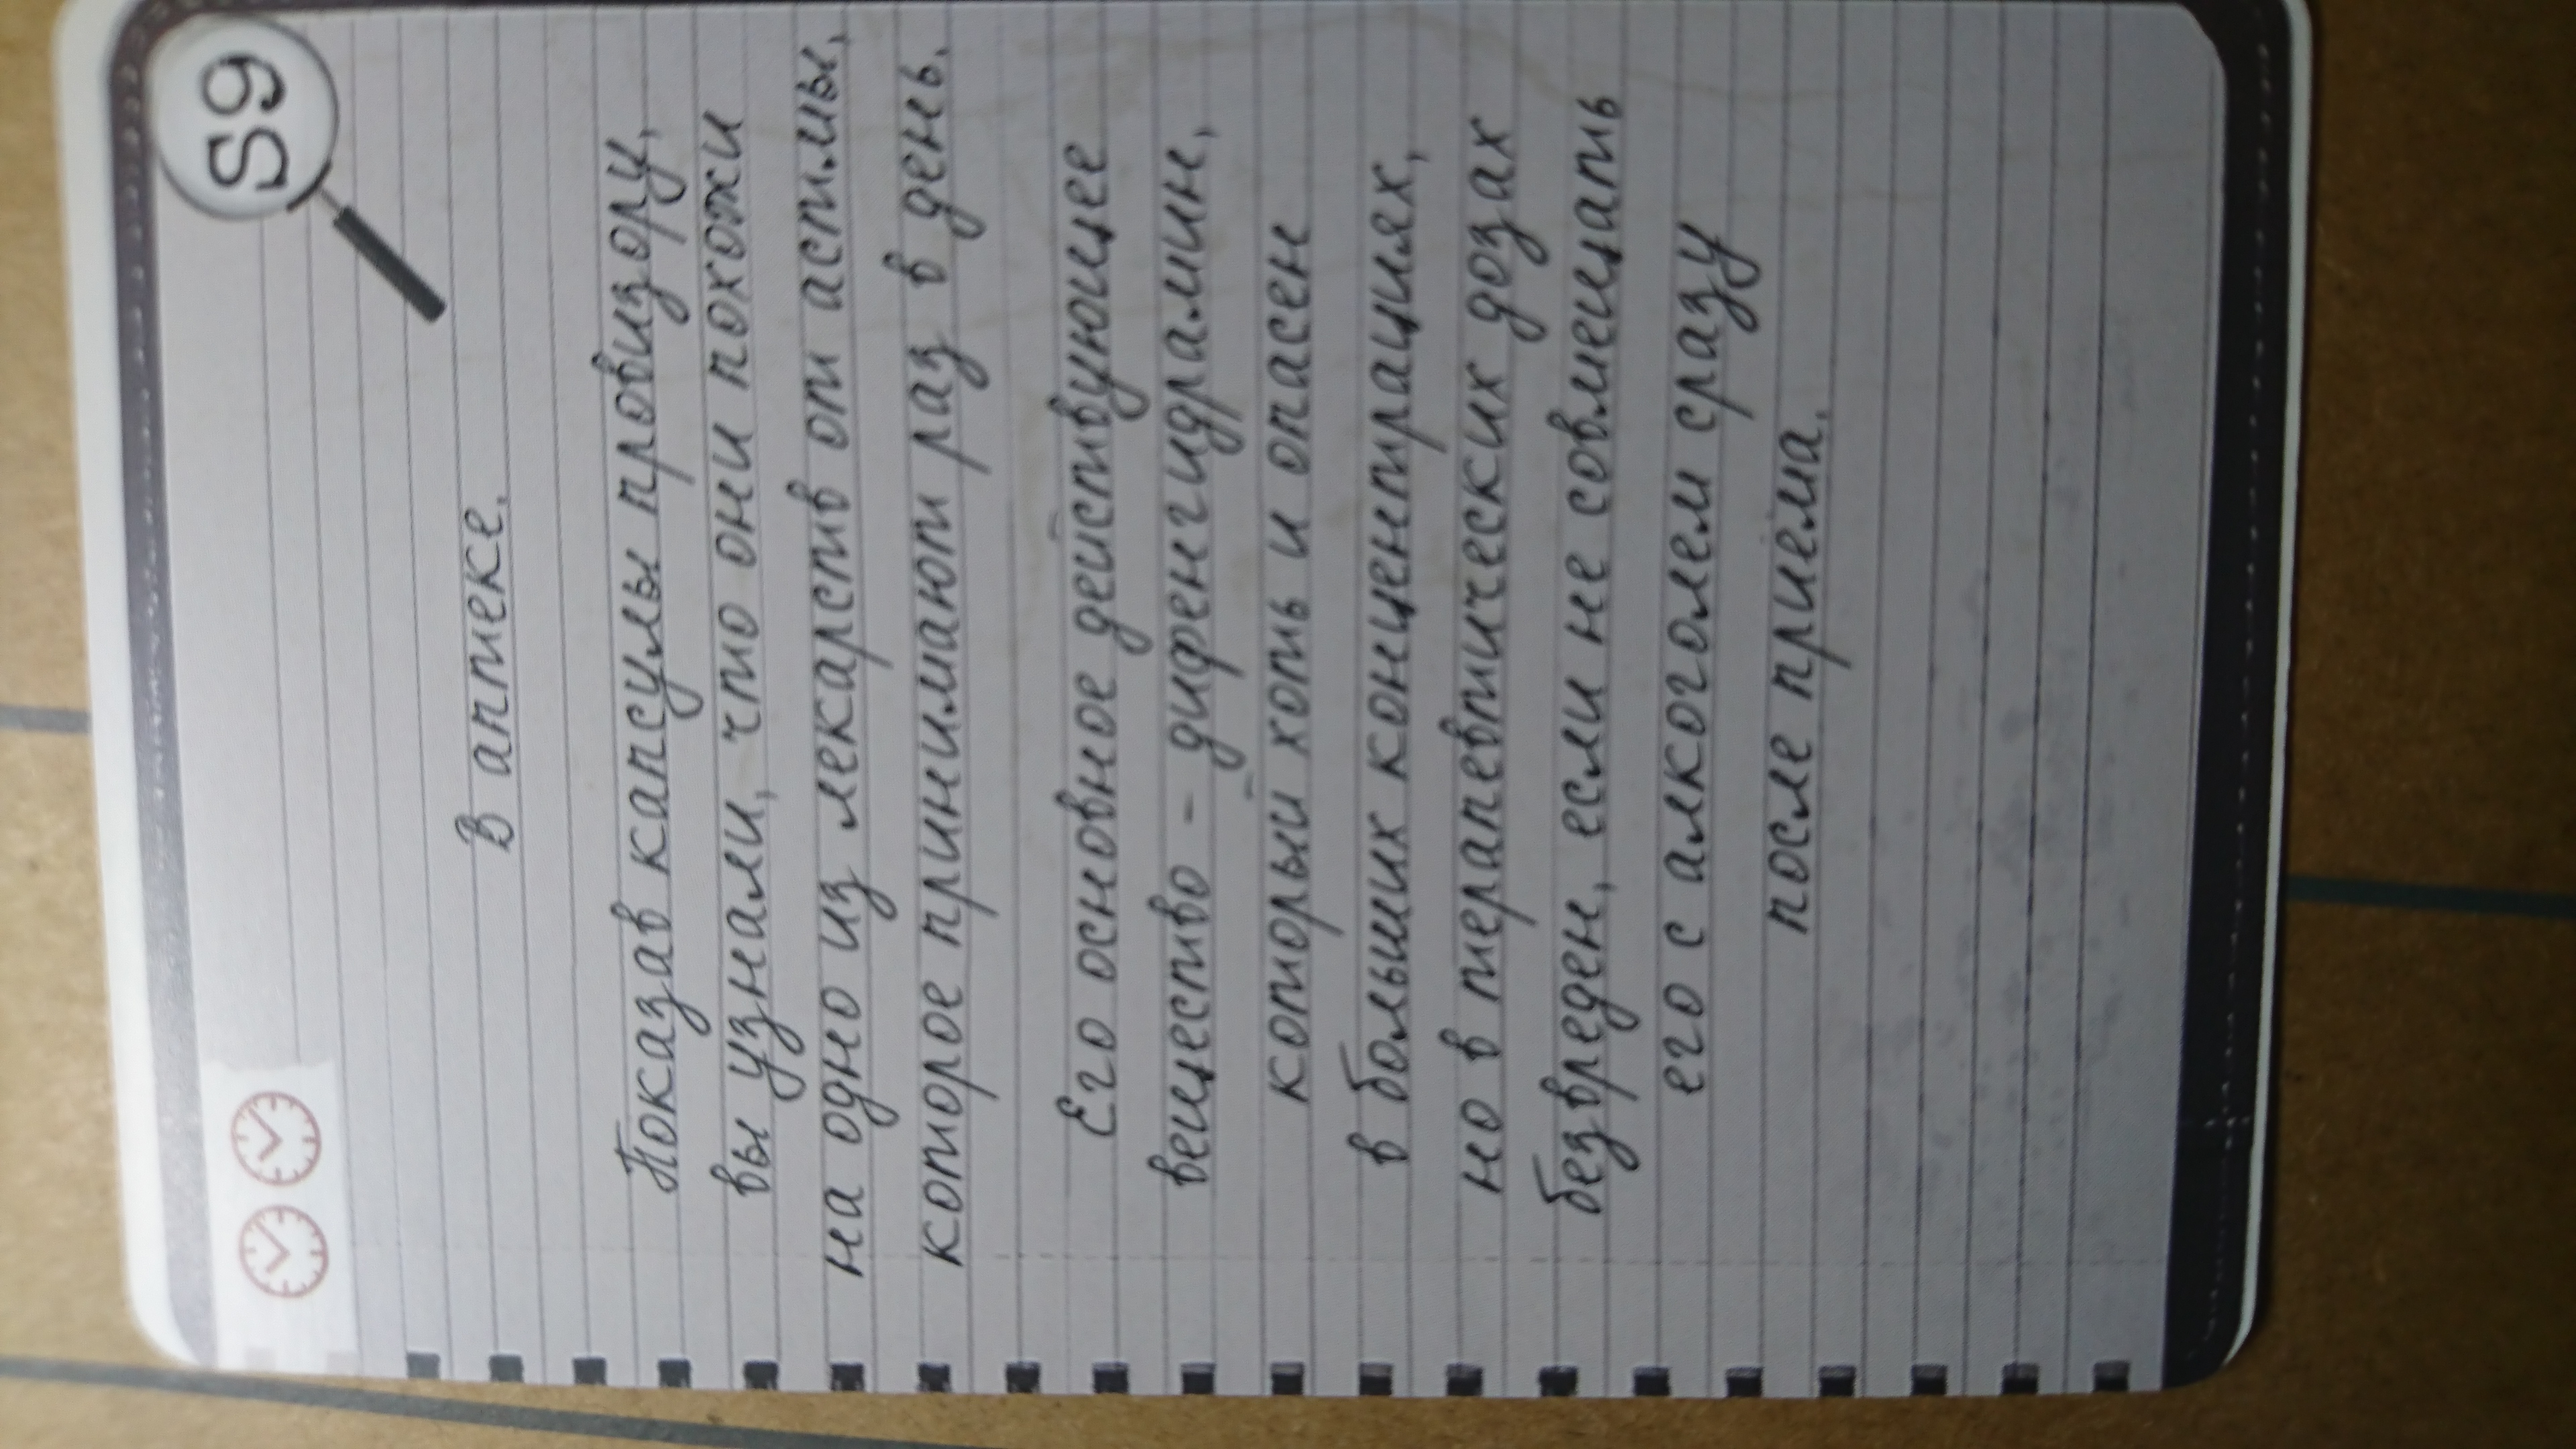 S9
В аптеке.
Показав капсулы провизору,
вы узнали, что они похожи
на одно из лекарств от астмы,
которое принимают раз в день.
Его основное действующее
вещество – дифенгидрамин,
который хоть и опасен
в больших концентрациях,
но в терапевтических дозах
безвреден, если не совмещать
его с алкоголем сразу
после приёма.